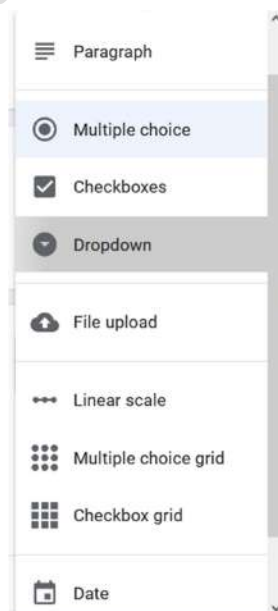 Paragraph
Multiple choice
Checkboxes
Dropdown
File upload
Linear scale
Multiple choice grid
Checkbox grid
Date